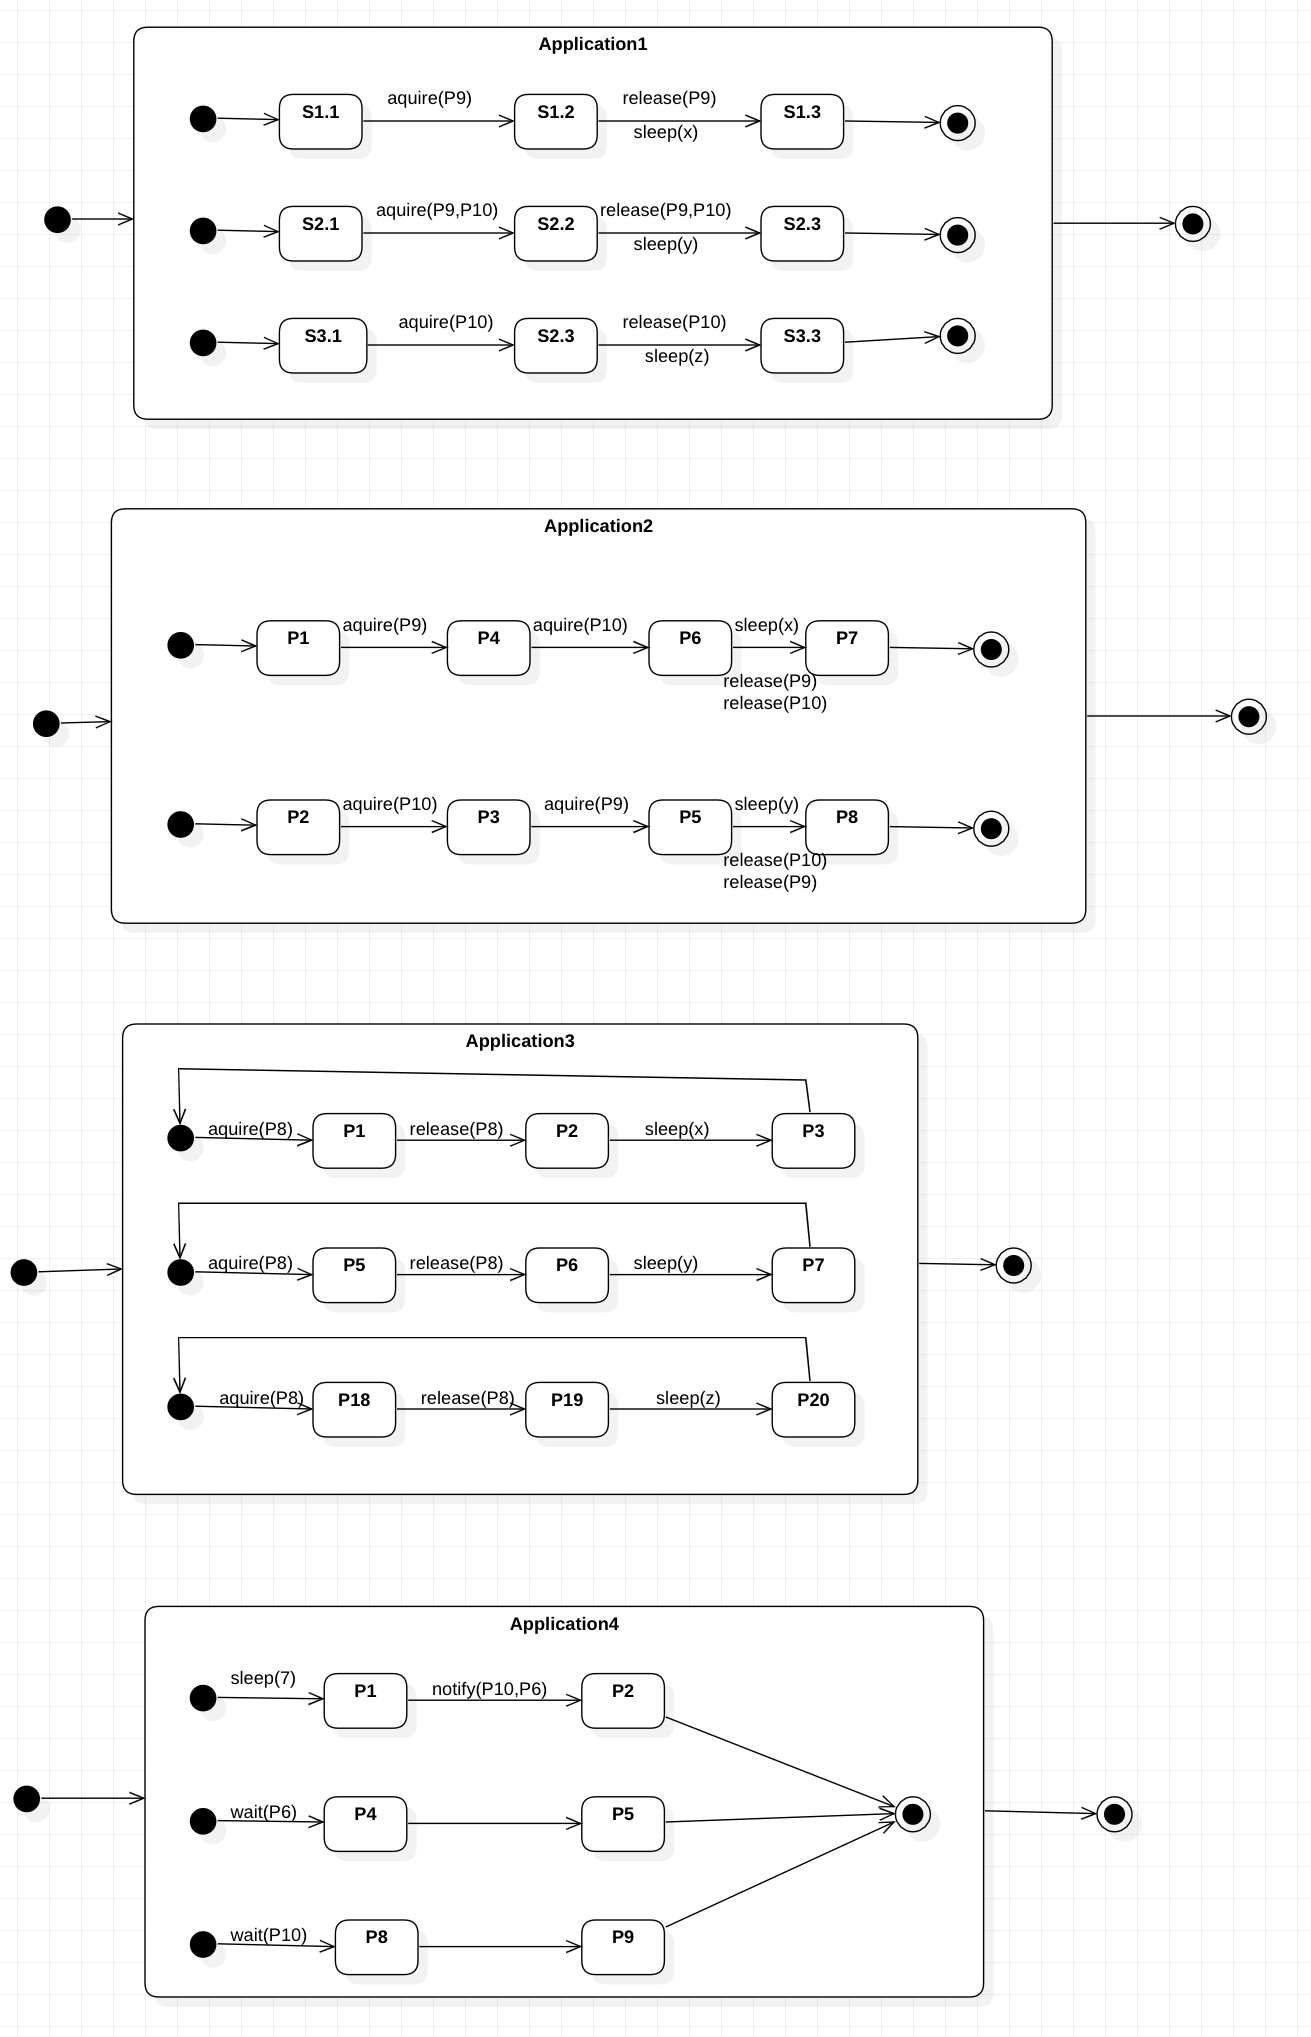 Application1
aquire(P9)
release(P9)
S1.1
S1.2
S1.3
sleep(x)
aquire(P9,P10)
release(P9,P10)
S2.1
S2.2
S2.3
sleep(y)
aquire(P10)
release(P10)
S3.1
S2.3
S3.3
sleep(z)
Application2
aquire(P9)
aquire(P10)
sleep(x)
P1
P4
P6
P7
release(P9)
release(P10)
aquire(P10)
aquire(P9)
sleep(y)
P2
P3
P5
P8
release(P10)
release(P9)
Application3
aquire(P8)
P1
release(P8)
P2
sleep(x)
P3
aquire(P8)
P5
release(P8)
P6
sleep(y)
P7
aquire(P8)
P18
release(P8)
P19
sleep(z)
P20
Application4
sleep(7)
P1
notify(P10,P6)
P2
wait(P6)
P4
P5
wait(P10)
P8
P9